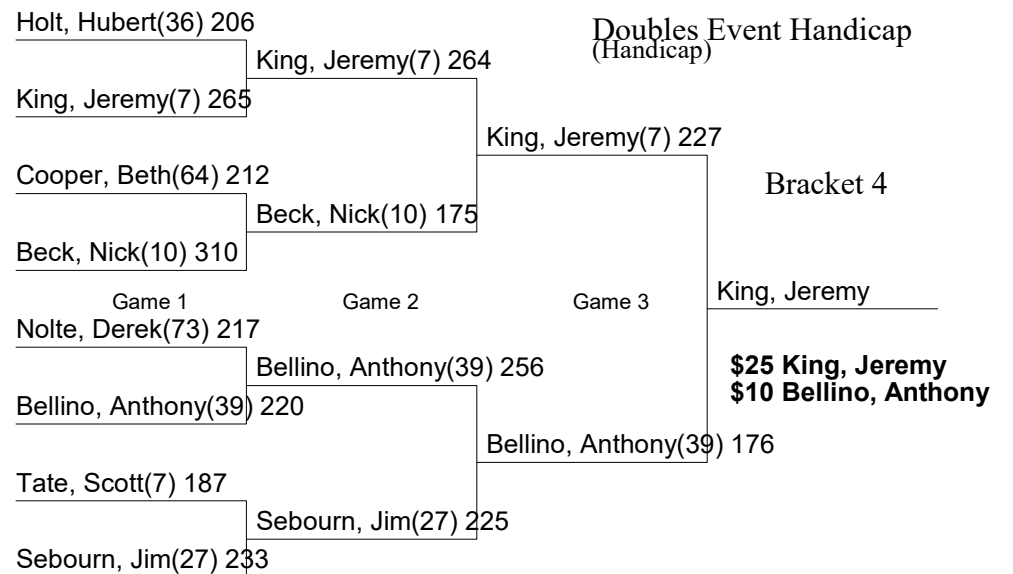 Holt, Hubert(36) 206
Doubles Event Handicap
(Handicap)
King, Jeremy(7) 264
King, Jeremy(7) 265
King, Jeremy(7) 227
Cooper, Beth(64) 212
Bracket 4
Beck, Nick(10) 175
Beck, Nick(10) 310
King, Jeremy
Game 1
Game 2
Game 3
Nolte, Derek(73) 217
Bellino, Anthony(39) 256
$25 King, Jeremy
$10 Bellino, Anthony
Bellino, Anthony(39) 220
Bellino, Anthony(39) 176
Tate, Scott(7) 187
Sebourn, Jim(27) 225
Sebourn, Jim(27) 233